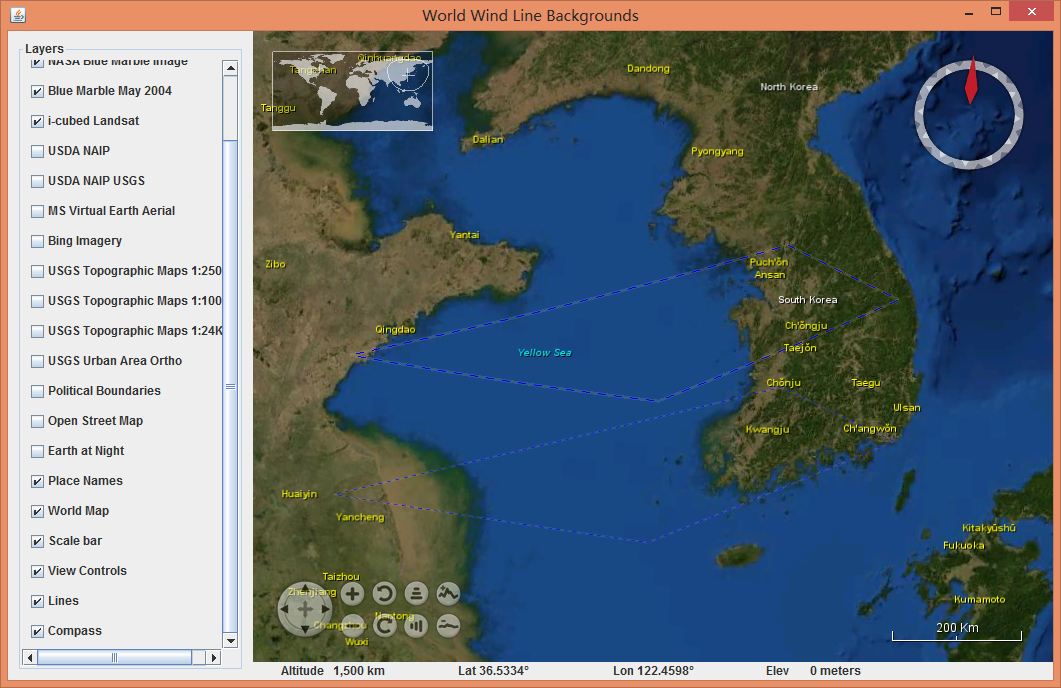 World Wind Line Backgrounds
Layers
NASA Blue Marble Image
Blue Marble May 2004
i-cubed Landsat
USDA NAIP
USDA NAIP USGS
MS Virtual Earth Aerial
Bing Imagery
USGS Topographic Maps 1:250
USGS Topographic Maps 1:100
USGS Topographic Maps 1:24K
USGS Urban Area Ortho
Political Boundaries
Open Street Map
Earth at Night
Place Names
World Map
Scale bar
View Controls
Lines
Compass
Qinhuangdao
Tangshan
Tanggu
Dandong
North Korea
Dalian
Pyongyang
Yantai
Zibo
Puch'ŏn
Ansan
South Korea
Qingdao
Ch'ŏngju
Taejŏn
Yellow Sea
Chŏnju
Taegu
Ulsan
Kwangju
Ch'angwŏn
Huaiyin
Yancheng
Kitakyūshū
Fukuoka
Taizhou
Zhenjiang
Kumamoto
Nantong
Changzhou
Wuxi
200 Km
Altitude 1,500 km Lat 36.5334° Lon 122.4598° Elev 0 meters